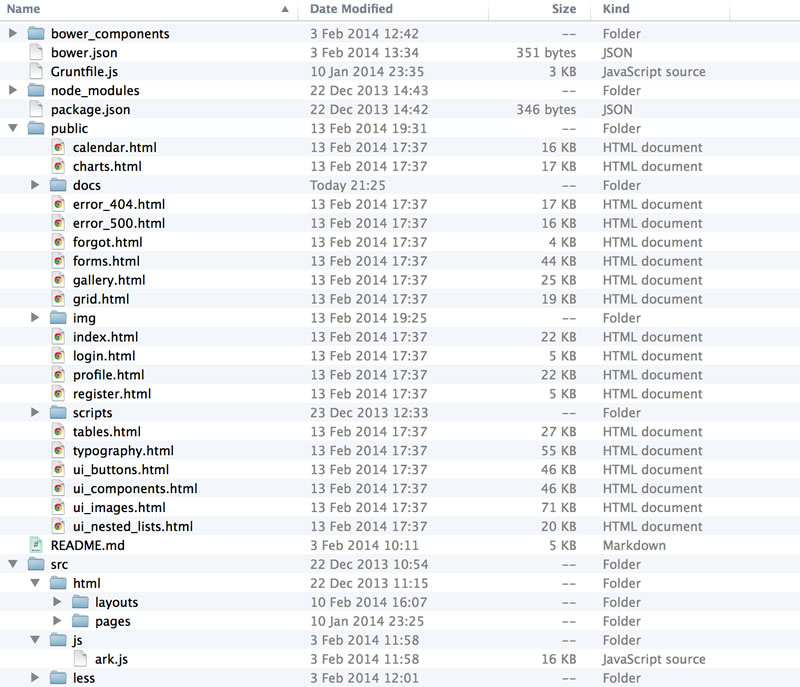 Name Date Modified Size Kind
bower_components 3 Feb 2014 12:42 -- Folder
bower.json 3 Feb 2014 13:34 351 bytes JSON
Gruntfile.js 10 Jan 2014 23:35 3 KB JavaScript source
node_modules 22 Dec 2013 14:43 -- Folder
package.json 22 Dec 2013 14:42 346 bytes JSON
public 13 Feb 2014 19:31 -- Folder
calendar.html 13 Feb 2014 17:37 16 KB HTML document
charts.html 13 Feb 2014 17:37 17 KB HTML document
docs Today 21:25 -- Folder
error_404.html 13 Feb 2014 17:37 17 KB HTML document
error_500.html 13 Feb 2014 17:37 16 KB HTML document
forgot.html 13 Feb 2014 17:37 4 KB HTML document
forms.html 13 Feb 2014 17:37 44 KB HTML document
gallery.html 13 Feb 2014 17:37 25 KB HTML document
grid.html 13 Feb 2014 17:37 19 KB HTML document
img 13 Feb 2014 19:25 -- Folder
index.html 13 Feb 2014 17:37 22 KB HTML document
login.html 13 Feb 2014 17:37 5 KB HTML document
profile.html 13 Feb 2014 17:37 22 KB HTML document
register.html 13 Feb 2014 17:37 5 KB HTML document
scripts 23 Dec 2013 12:33 -- Folder
tables.html 13 Feb 2014 17:37 27 KB HTML document
typography.html 13 Feb 2014 17:37 55 KB HTML document
ui_buttons.html 13 Feb 2014 17:37 46 KB HTML document
ui_components.html 13 Feb 2014 17:37 46 KB HTML document
ui_images.html 13 Feb 2014 17:37 71 KB HTML document
ui_nested_lists.html 13 Feb 2014 17:37 20 KB HTML document
README.md 3 Feb 2014 10:11 5 KB Markdown
src 22 Dec 2013 10:54 -- Folder
html 22 Dec 2013 11:15 -- Folder
layouts 10 Feb 2014 16:07 -- Folder
pages 10 Jan 2014 23:25 -- Folder
js 3 Feb 2014 11:58 -- Folder
ark.js 3 Feb 2014 11:58 16 KB JavaScript source
less 3 Feb 2014 12:01 -- Folder